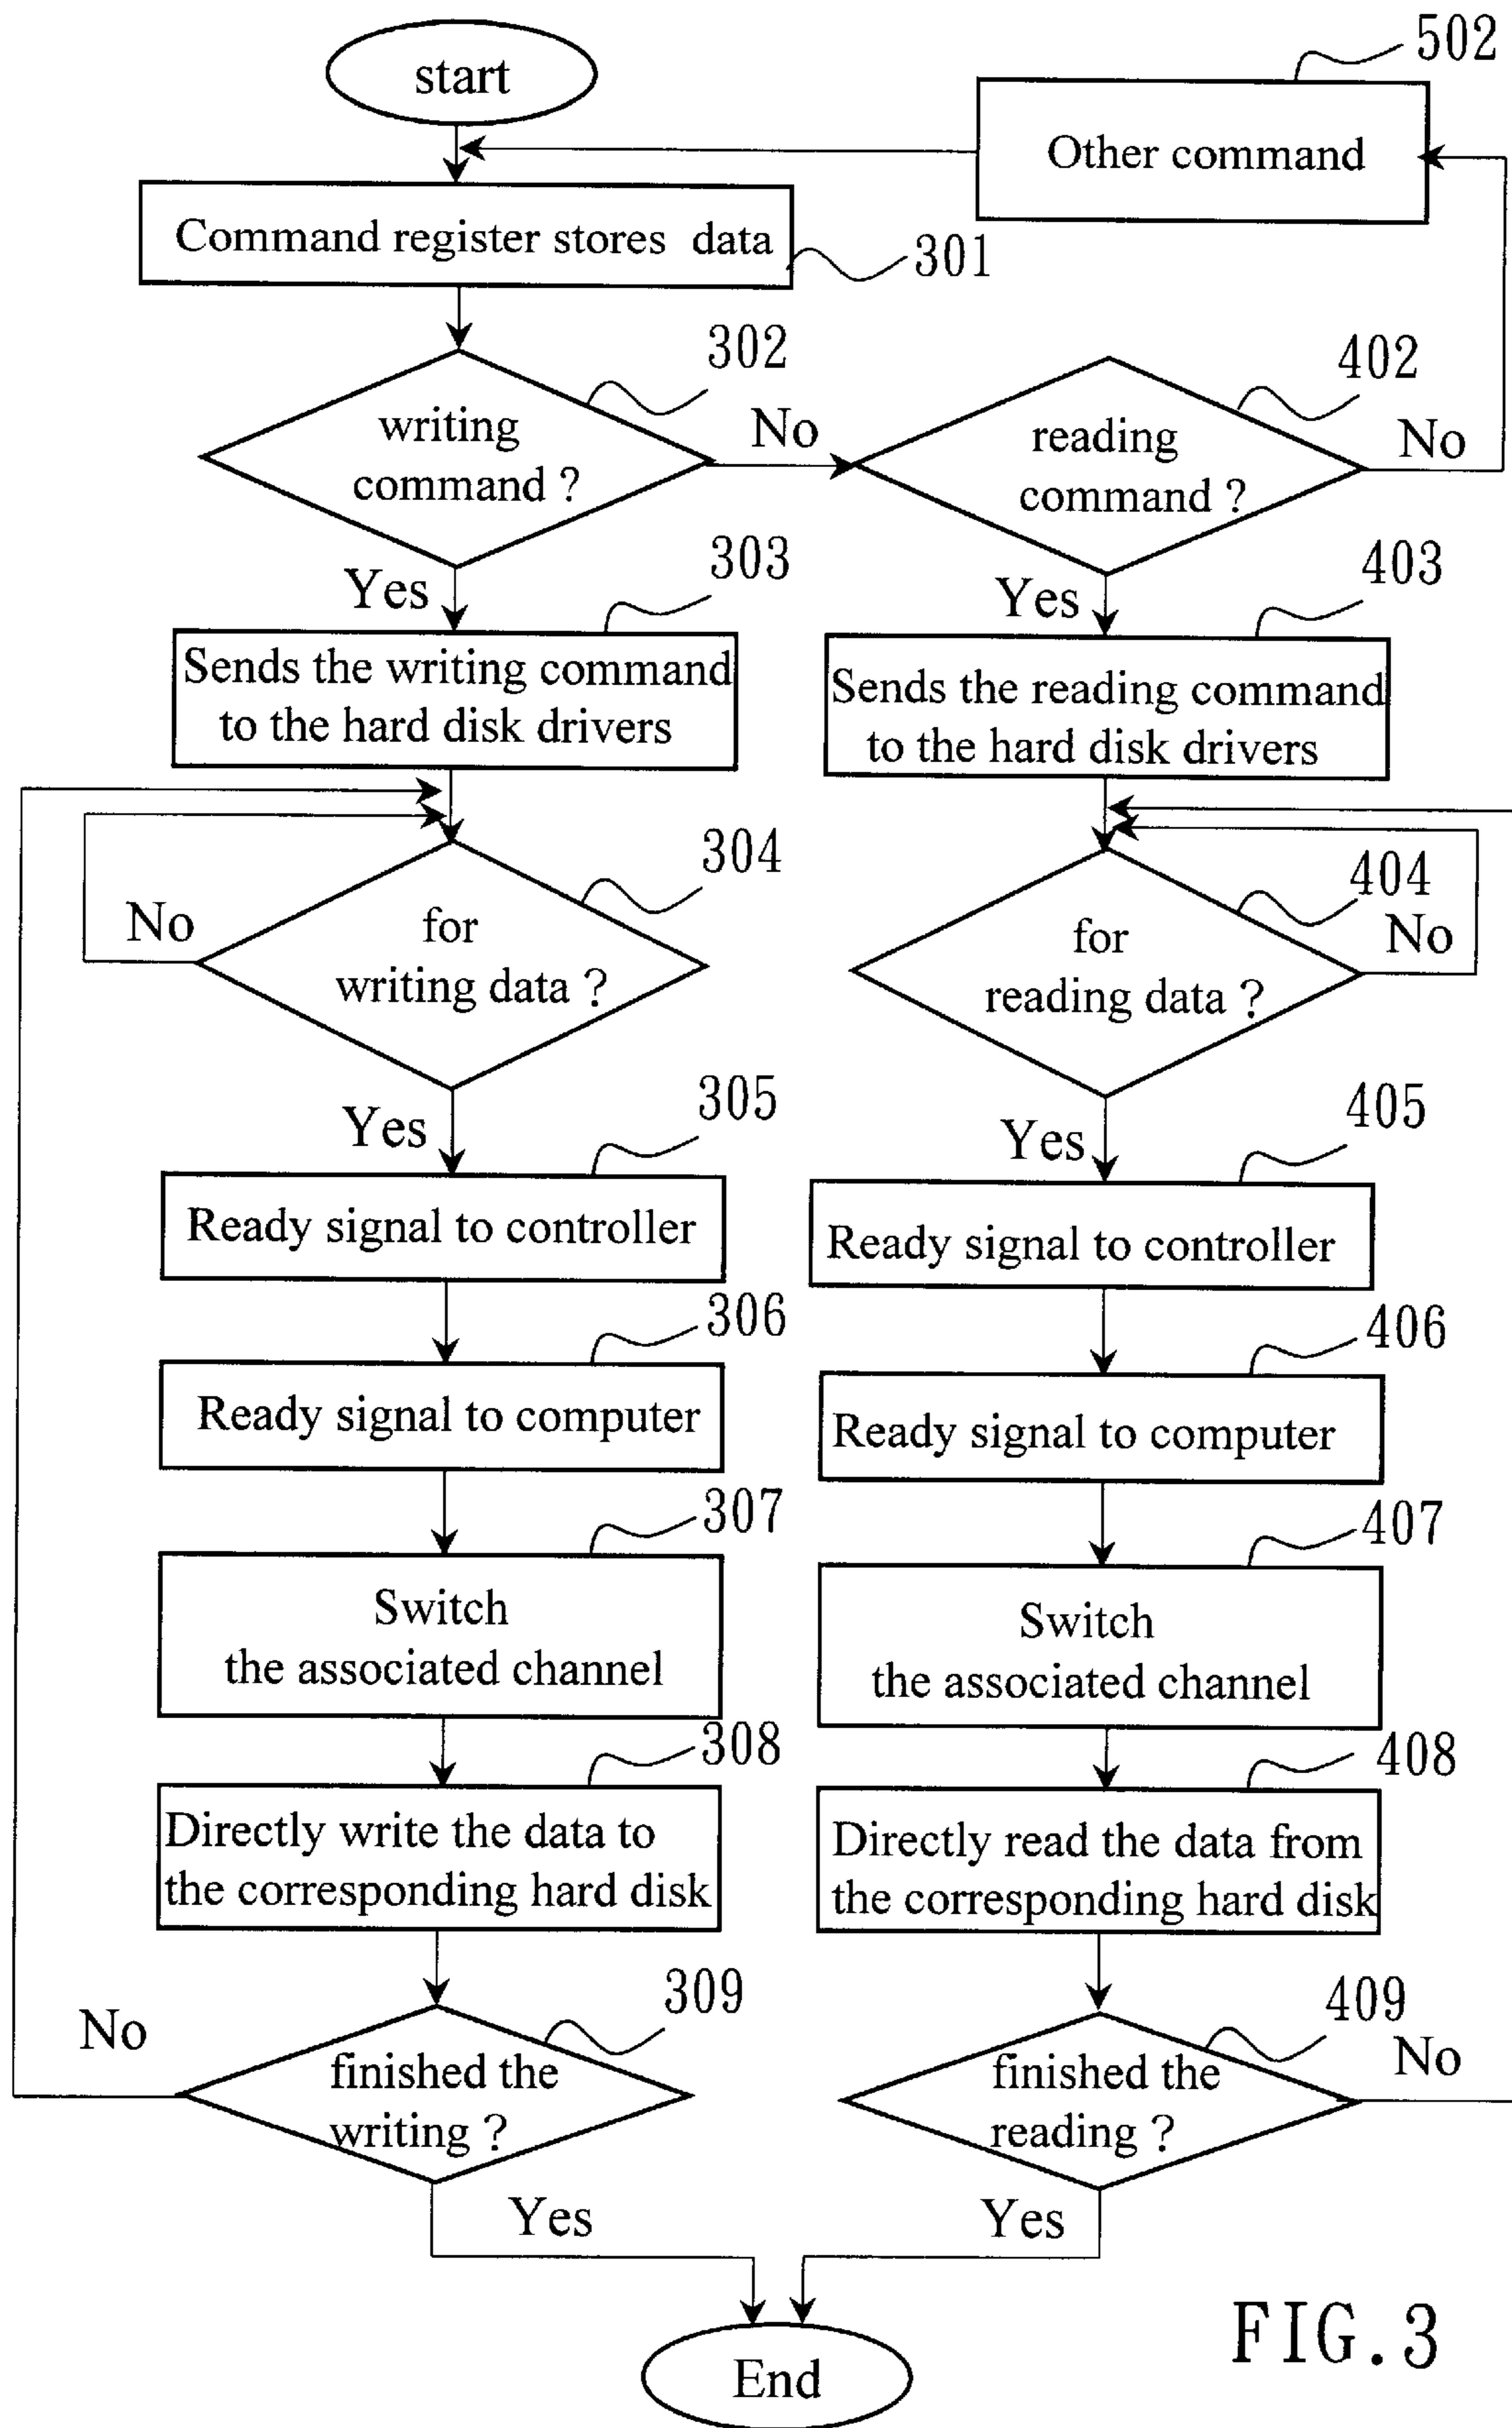 start
502
Other command
Command register stores data
301
302
writing
command ?
No
402
reading
command ?
No
Yes
303
Sends the writing command
to the hard disk drivers
Yes
403
Sends the reading command
to the hard disk drivers
304
No
for
writing data ?
404
No
for
reading data ?
Yes
305
Ready signal to controller
Yes
405
Ready signal to controller
306
Ready signal to computer
406
Ready signal to computer
307
Switch
the associated channel
407
Switch
the associated channel
308
Directly write the data to
the corresponding hard disk
408
Directly read the data from
the corresponding hard disk
No
309
finished the
writing ?
409
No
finished the
reading ?
Yes
Yes
End
FIG.3